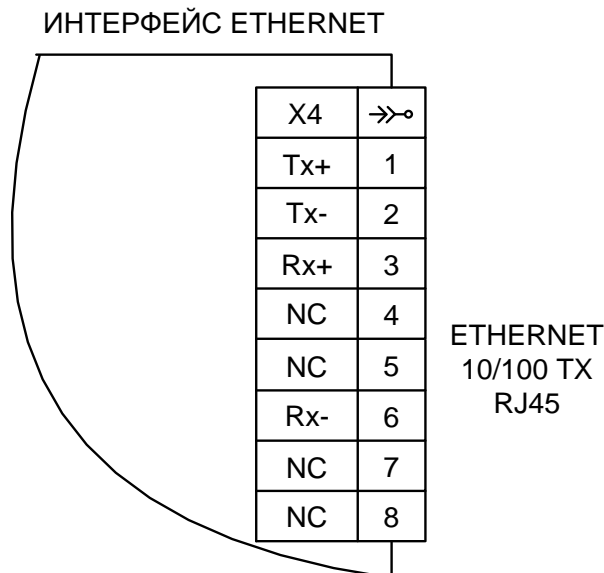 ИНТЕРФЕЙС ETHERNET
X4
Tx+ 1
Tx- 2
Rx+ 3
NC 4
NC 5
Rx- 6
NC 7
NC 8
ETHERNET
10/100 TX
RJ45